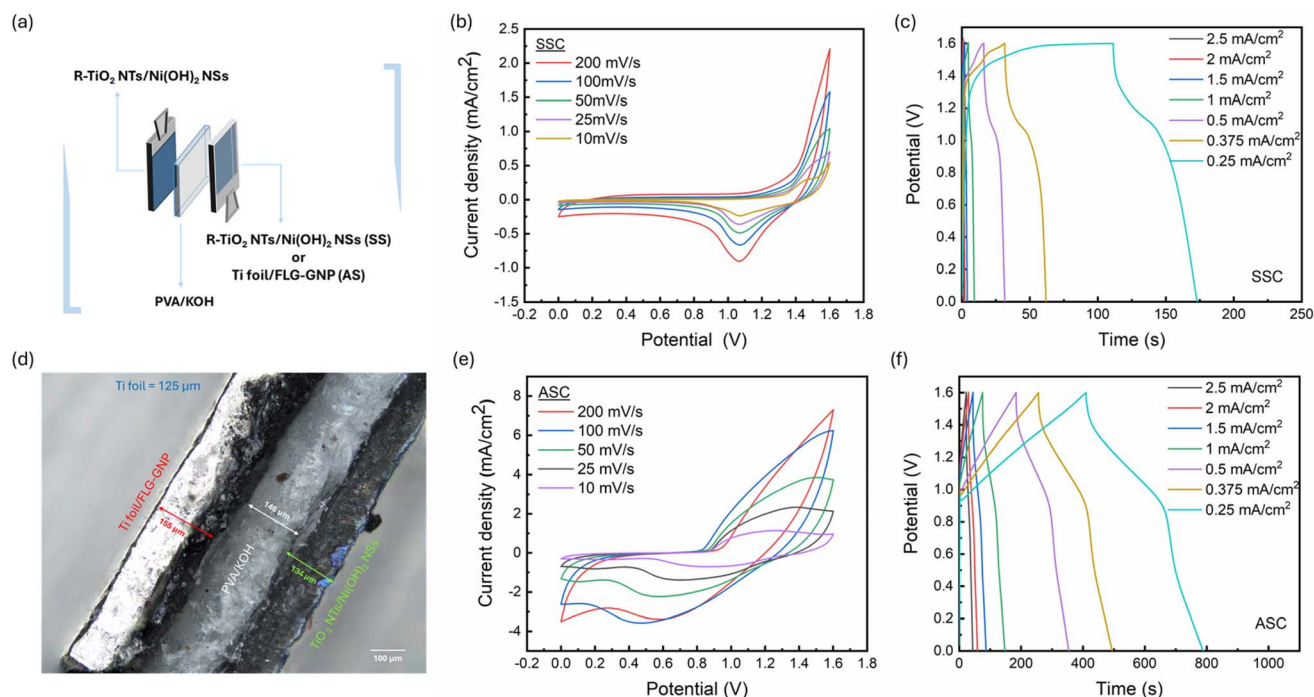 (a)
R-TiO₂ NTs/Ni(OH)₂ NSs
R-TiO₂ NTs/Ni(OH)₂ NSs (SS)
or
Ti foil/FLG-GNP (AS)
PVA/KOH
(b)
SSC
200 mV/s
100mV/s
50mV/s
25mV/s
10mV/s
Current density (mA/cm²)
2.5
2.0
1.5
1.0
0.5
0.0
-0.5
-1.0
-1.5
0.0 0.2 0.4 0.6 0.8 1.0 1.2 1.4 1.6 1.8
Potential (V)
(c)
2.5 mA/cm²
2 mA/cm²
1.5 mA/cm²
1 mA/cm²
0.5 mA/cm²
0.375 mA/cm²
0.25 mA/cm²
Potential (V)
1.6
1.4
1.2
1.0
0.8
0.6
0.4
0.2
0.0
SSC
0 50 100 150 200 250
Time (s)
(d)
Ti foil = 125 µm
Ti foil/FLG-GNP
155 µm
146 µm
PVA/KOH
134 µm
TiO₂ NTs/Ni(OH)₂ NSs
100 µm
(e)
ASC
200 mV/s
100 mV/s
50 mV/s
25 mV/s
10 mV/s
Current density (mA/cm²)
8
6
4
2
0
-2
-4
0.0 0.2 0.4 0.6 0.8 1.0 1.2 1.4 1.6 1.8
Potential (V)
(f)
2.5 mA/cm²
2 mA/cm²
1.5 mA/cm²
1 mA/cm²
0.5 mA/cm²
0.375 mA/cm²
0.25 mA/cm²
Potential (V)
1.6
1.4
1.2
1.0
0.8
0.6
0.4
0.2
0.0
ASC
0 200 400 600 800 1000
Time (s)